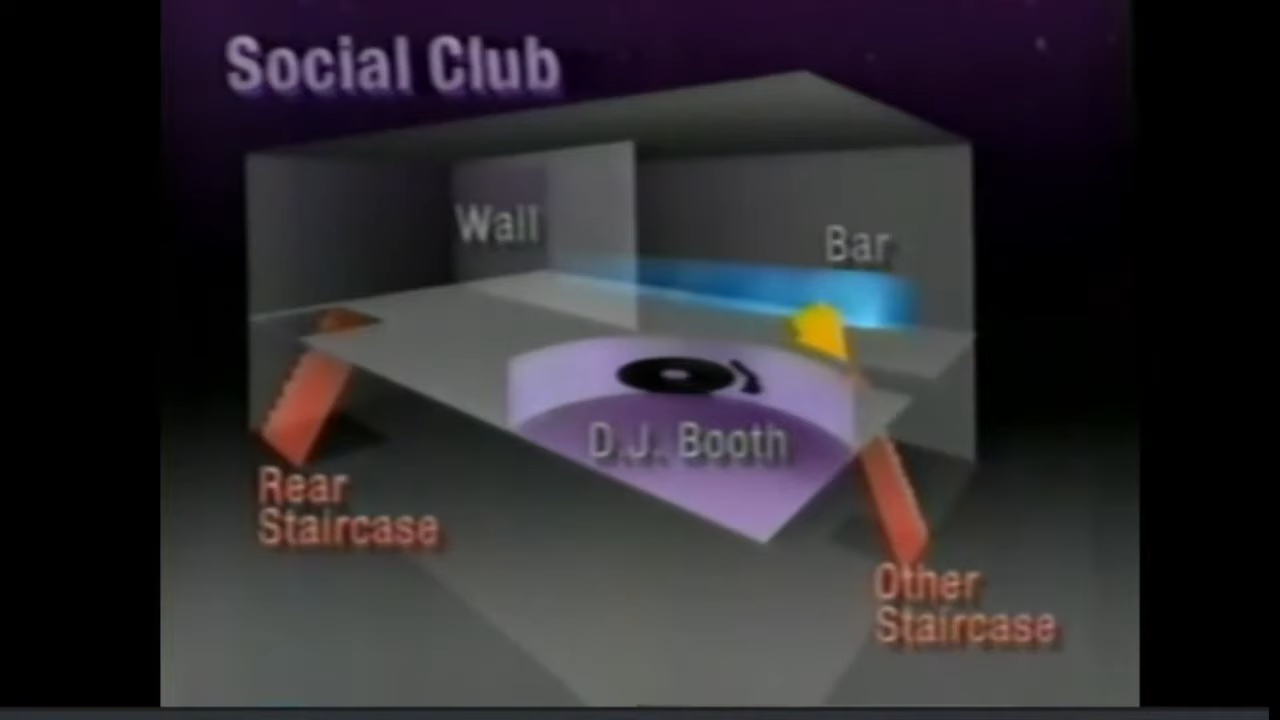 Social Club
Wall
Bar
D.J. Booth
Rear
Staircase
Other
Staircase